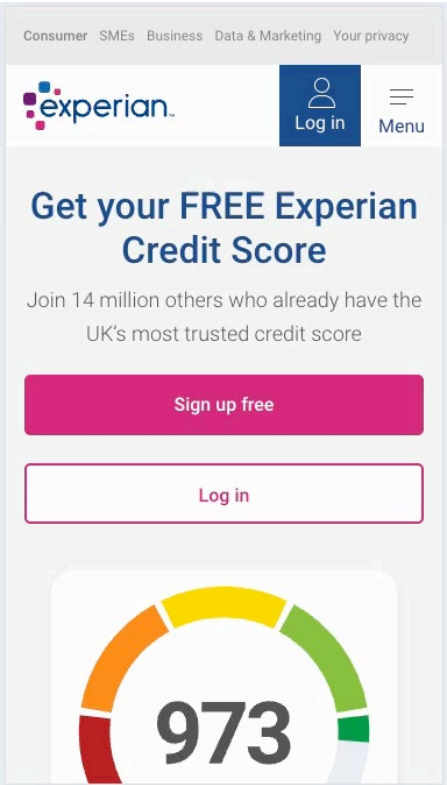 Consumer SMEs Business Data & Marketing Your privacy
experian™
Log in
Menu
Get your FREE Experian
Credit Score
Join 14 million others who already have the
UK's most trusted credit score
Sign up free
Log in
973